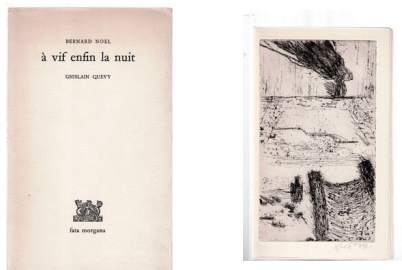 BERNARD NOEL
à vif enfin la nuit
GHISLAIN QUEVY
fata morgana